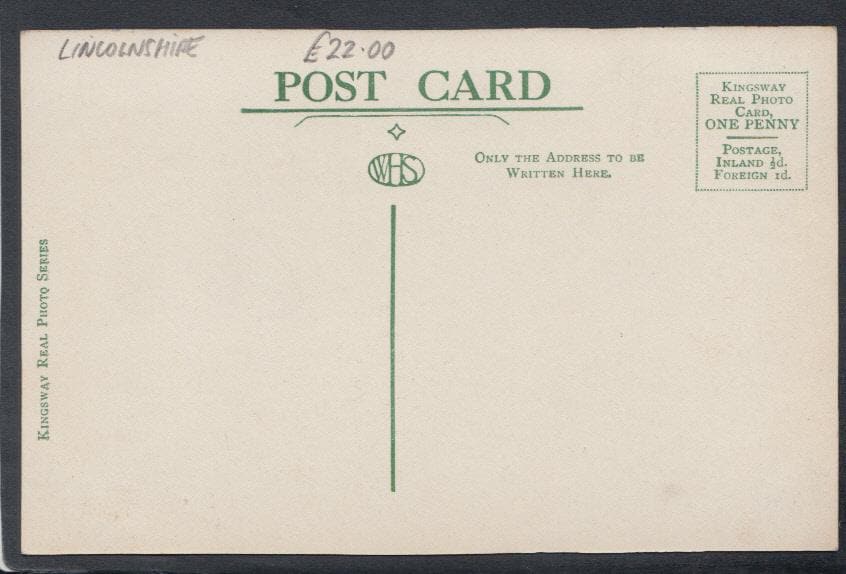 LINCOLNSHIRE £22.00
POST CARD
WHS
ONLY THE ADDRESS TO BE
WRITTEN HERE.
KINGSWAY
REAL PHOTO
CARD,
ONE PENNY
POSTAGE,
INLAND ½d.
FOREIGN 1d.
KINGSWAY REAL PHOTO SERIES